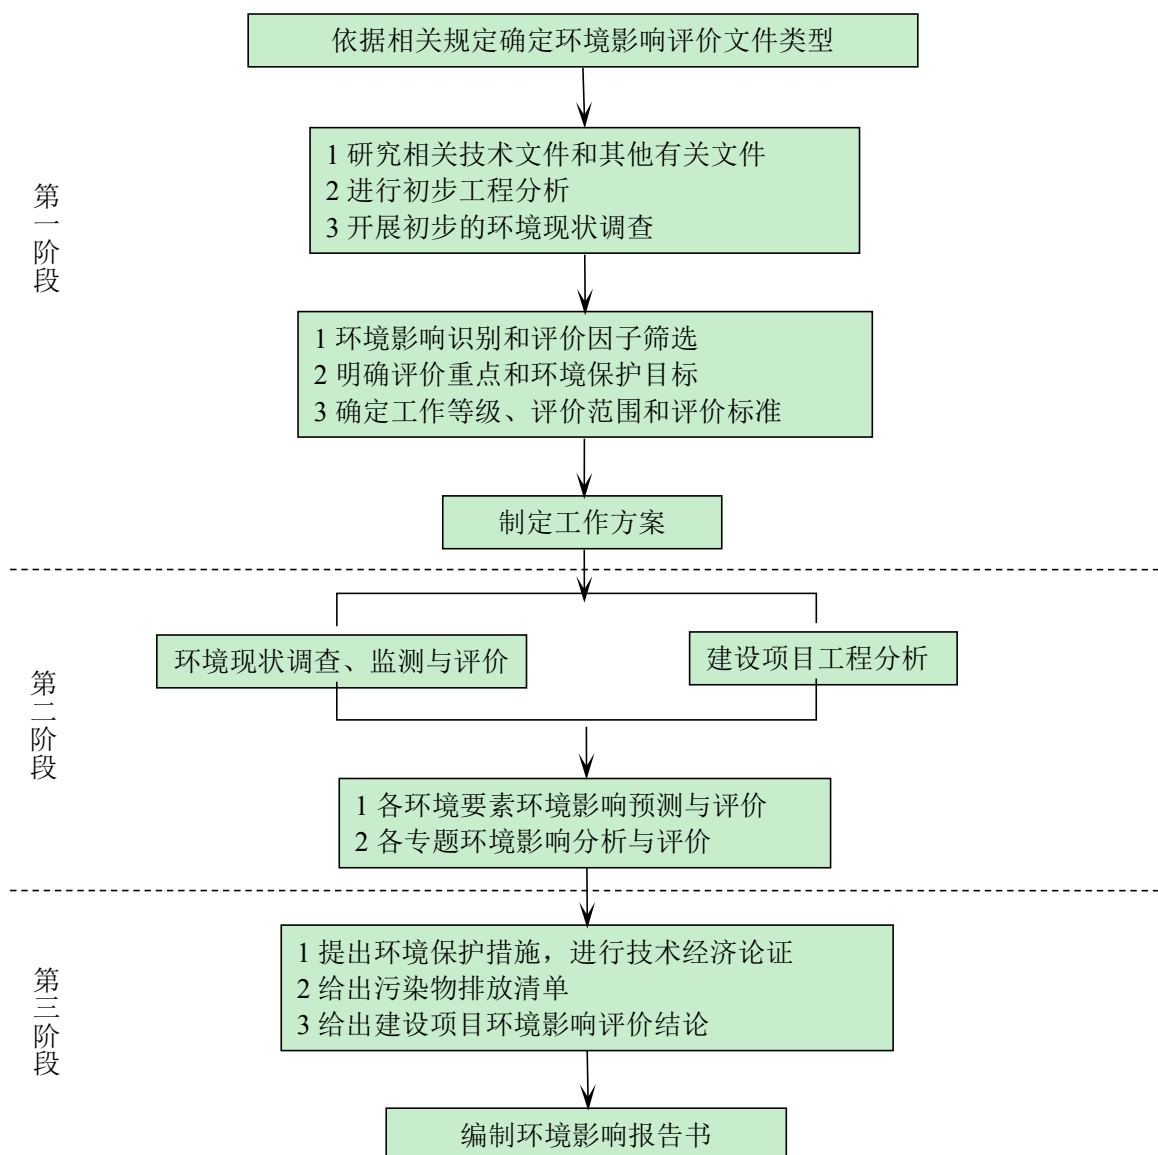 依据相关规定确定环境影响评价文件类型
第一阶段
1 研究相关技术文件和其他有关文件
2 进行初步工程分析
3 开展初步的环境现状调查
1 环境影响识别和评价因子筛选
2 明确评价重点和环境保护目标
3 确定工作等级、评价范围和评价标准
制定工作方案
第二阶段
环境现状调查、监测与评价
建设项目工程分析
1 各环境要素环境影响预测与评价
2 各专题环境影响分析与评价
第三阶段
1 提出环境保护措施，进行技术经济论证
2 给出污染物排放清单
3 给出建设项目环境影响评价结论
编制环境影响报告书